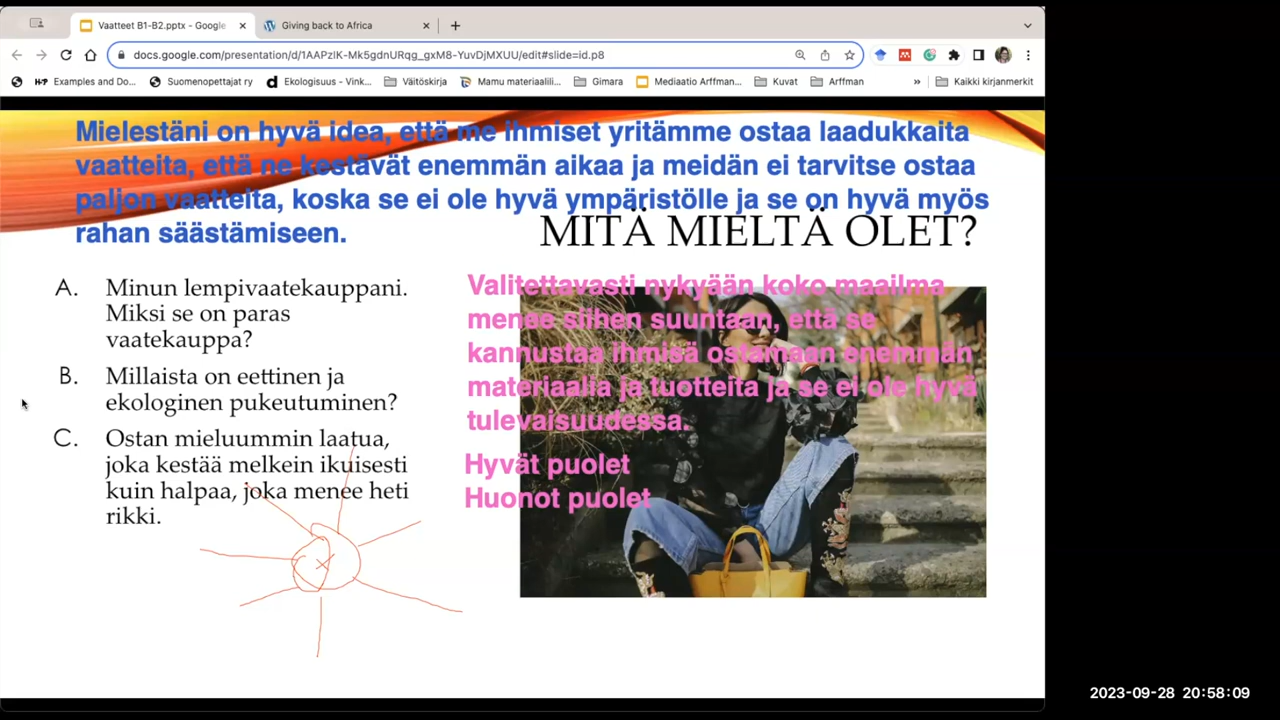 Vaatteet B1-B2.pptx - Google
Giving back to Africa
docs.google.com/presentation/d/1AAPzIK-Mk5gdnURqg_gxM8-YuvDjMXUU/edit#slide=id.p8
Examples and Do...
Suomenopettajat ry
Ekologisuus - Vink...
Väitöskirja
Mamu materiaalili...
Gimara
Mediaatio Arffman...
Kuvat
Arffman
»
Kaikki kirjanmerkit
Mielestäni on hyvä idea, että me ihmiset yritämme ostaa laadukkaita
vaatteita, että ne kestävät enemmän aikaa ja meidän ei tarvitse ostaa
paljon vaatteita, koska se ei ole hyvä ympäristölle ja se on hyvä myös
rahan säästämiseen.
MITÄ MIELTÄ OLET?
A. Minun lempivaatekauppani.
Miksi se on paras
vaatekauppa?
B. Millaista on eettinen ja
ekologinen pukeutuminen?
C. Ostan mieluummin laatua,
joka kestää melkein ikuisesti
kuin halpaa, joka menee heti
rikki.
Valitettavasti nykyään koko maailma
menee siihen suuntaan, että se
kannustaa ihmisä ostamaan enemmän
materiaalia ja tuotteita ja se ei ole hyvä
tulevaisuudessa.
Hyvät puolet
Huonot puolet
2023-09-28 20:58:09